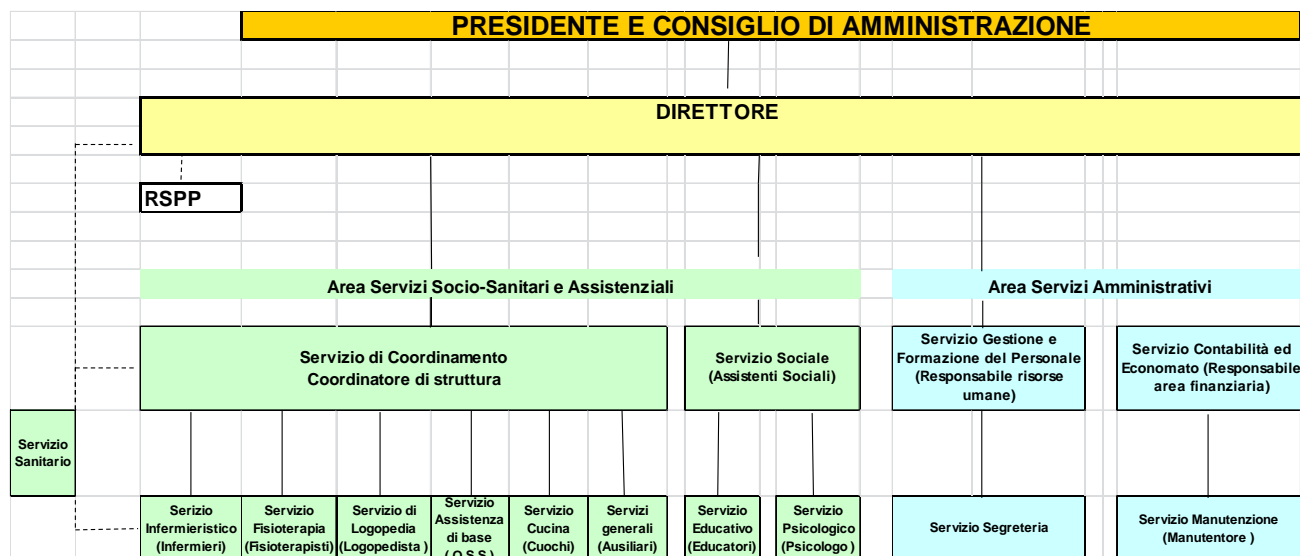 PRESIDENTE E CONSIGLIO DI AMMINISTRAZIONE
DIRETTORE
RSPP
Area Servizi Socio-Sanitari e Assistenziali
Area Servizi Amministrativi
Servizio di Coordinamento
Coordinatore di struttura
Servizio Sociale
(Assistenti Sociali)
Servizio Gestione e
Formazione del Personale
(Responsabile risorse
umane)
Servizio Contabilità ed
Economato (Responsabile
area finanziaria)
Servizio
Sanitario
Serizio
Infermieristico
(Infermieri)
Servizio
Fisioterapia
(Fisioterapisti)
Servizio di
Logopedia
(Logopedista )
Servizio
Assistenza
di base
( O.S.S.)
Servizio
Cucina
(Cuochi)
Servizi
generali
(Ausiliari)
Servizio
Educativo
(Educatori)
Servizio
Psicologico
(Psicologo )
Servizio Segreteria
Servizio Manutenzione
(Manutentore )